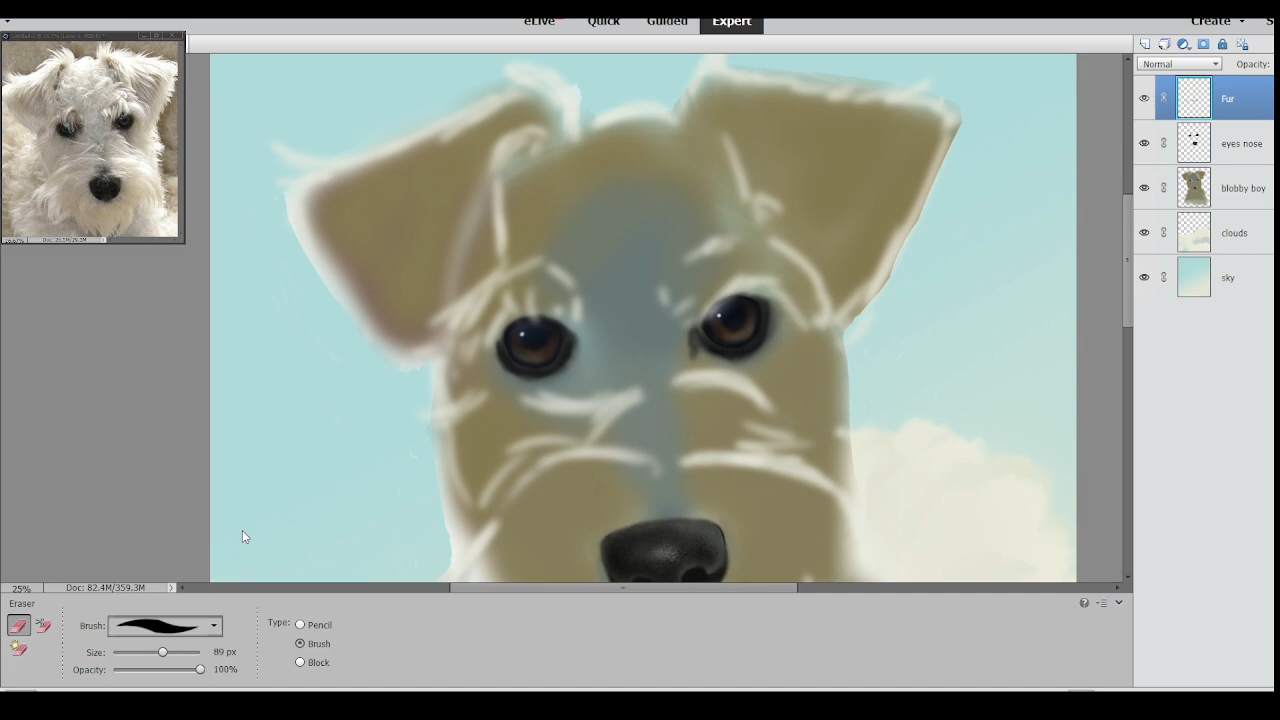 eLive Quick Guided Expert Create
Normal Opacity:
Fur
eyes nose
blobby boy
clouds
sky
25% Doc: 82.4M/359.3M
Eraser
Brush:
Size: 89 px
Opacity: 100%
Type: Pencil
Brush
Block